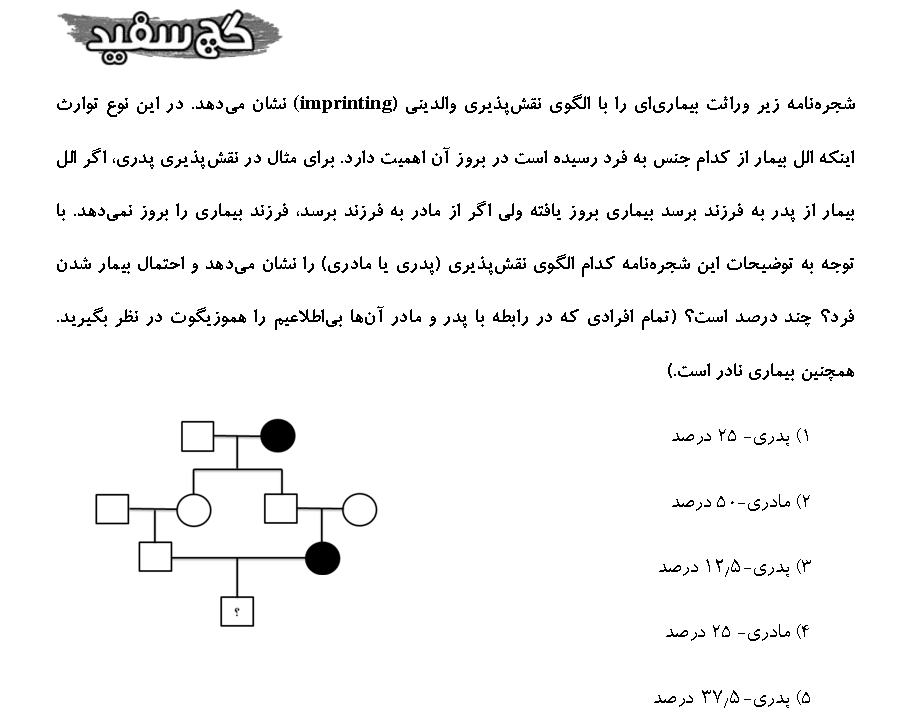 گچ سفید
شجره‌نامه زیر وراثت بیماری‌ای را با الگوی نقش‌پذیری والدینی (imprinting) نشان می‌دهد. در این نوع توارث
اینکه الل بیمار از کدام جنس به فرد رسیده است در بروز آن اهمیت دارد. برای مثال در نقش‌پذیری پدری، اگر الل
بیمار از پدر به فرزند برسد بیماری بروز یافته ولی اگر از مادر به فرزند برسد، فرزند بیماری را بروز نمی‌دهد. با
توجه به توضیحات این شجره‌نامه کدام الگوی نقش‌پذیری (پدری یا مادری) را نشان می‌دهد و احتمال بیمار شدن
فرد؟ چند درصد است؟ (تمام افرادی که در رابطه با پدر و مادر آن‌ها بی‌اطلاعیم را هموزیگوت در نظر بگیرید.
همچنین بیماری نادر است.)
۱) پدری- ۲۵ درصد
۲) مادری-۵۰ درصد
۳) پدری-۱۲٫۵ درصد
۴) مادری- ۲۵ درصد
۵) پدری-۳۷٫۵ درصد
؟